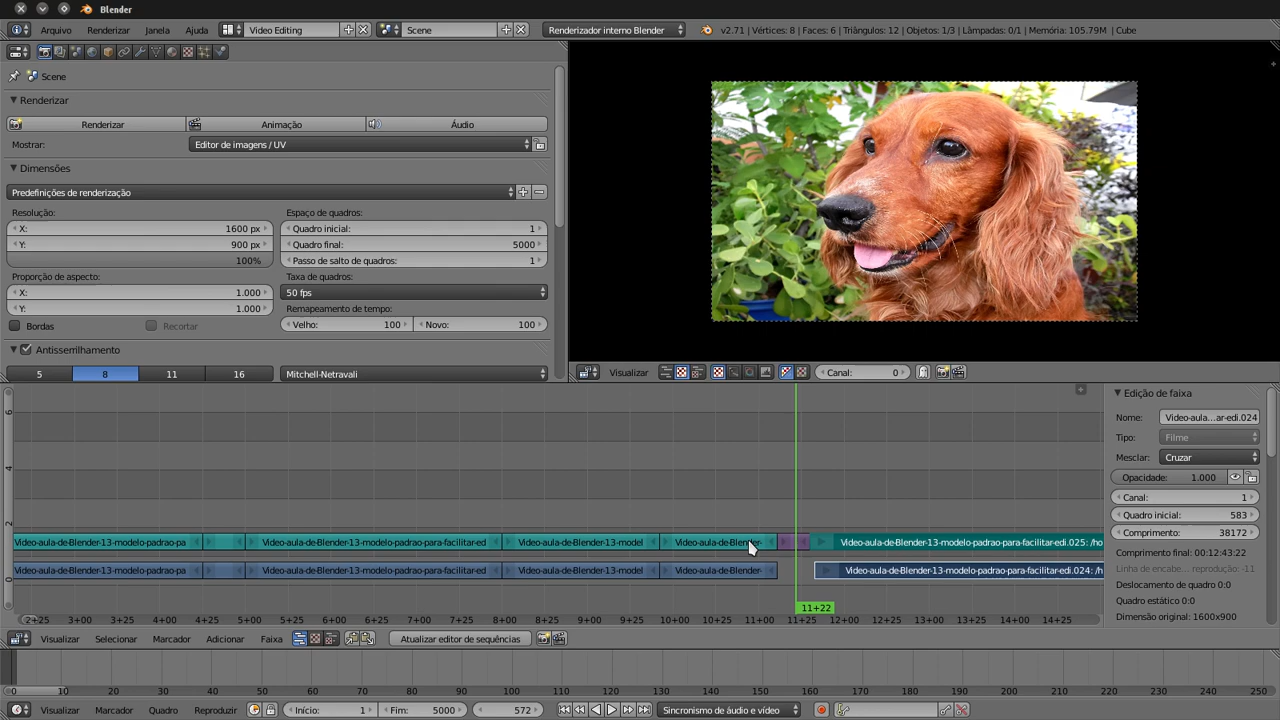 Blender
Arquivo Renderizar Janela Ajuda Video Editing Scene Renderizador interno Blender v2.71 | Vértices: 8 | Faces: 6 | Triângulos: 12 | Objetos: 1/3 | Lâmpadas: 0/1 | Memória: 105.79M | Cube
Scene
Renderizar
Renderizar Animação Áudio
Mostrar: Editor de imagens / UV
Dimensões
Predefinições de renderização
Resolução: Espaço de quadros:
X: 1600 px Quadro inicial: 1
Y: 900 px Quadro final: 5000
100% Passo de salto de quadros: 1
Proporção de aspecto: Taxa de quadros:
X: 1.000 50 fps
Y: 1.000 Remapeamento de tempo:
Bordas Recortar Velho: 100 Novo: 100
Antisserrilhamento
5 8 11 16 Mitchell-Netravali
Visualizar Canal: 0
Edição de faixa
Nome: Video-aula...ar-edi.024
Tipo: Filme
Mesclar: Cruzar
Opacidade: 1.000
Canal: 1
Quadro inicial: 583
Comprimento: 38172
Comprimento final: 00:12:43:22
Linha de encabe... reprodução: -11
Deslocamento de quadro 0:0
Quadro estático 0:0
Dimensão original: 1600x900
6
4
2
0
Video-aula-de-Blender-13-modelo-padrao-pa Video-aula-de-Blender-13-modelo-padrao-para-facilitar-ed Video-aula-de-Blender-13-model Video-aula-de-Blender- Video-aula-de-Blender-13-modelo-padrao-para-facilitar-edi.025: /ho
Video-aula-de-Blender-13-modelo-padrao-pa Video-aula-de-Blender-13-modelo-padrao-para-facilitar-ed Video-aula-de-Blender-13-model Video-aula-de-Blender- Video-aula-de-Blender-13-modelo-padrao-para-facilitar-edi.024: /h
11+22
2+25 3+00 3+25 4+00 4+25 5+00 5+25 6+00 6+25 7+00 7+25 8+00 8+25 9+00 9+25 10+00 10+25 11+00 11+25 12+00 12+25 13+00 13+25 14+00 14+25
Visualizar Selecionar Marcador Adicionar Faixa Atualizar editor de sequências
0 10 20 30 40 50 60 70 80 90 100 110 120 130 140 150 160 170 180 190 200 210 220 230 240 250
Visualizar Marcador Quadro Reproduzir Início: 1 Fim: 5000 572 Sincronismo de áudio e vídeo